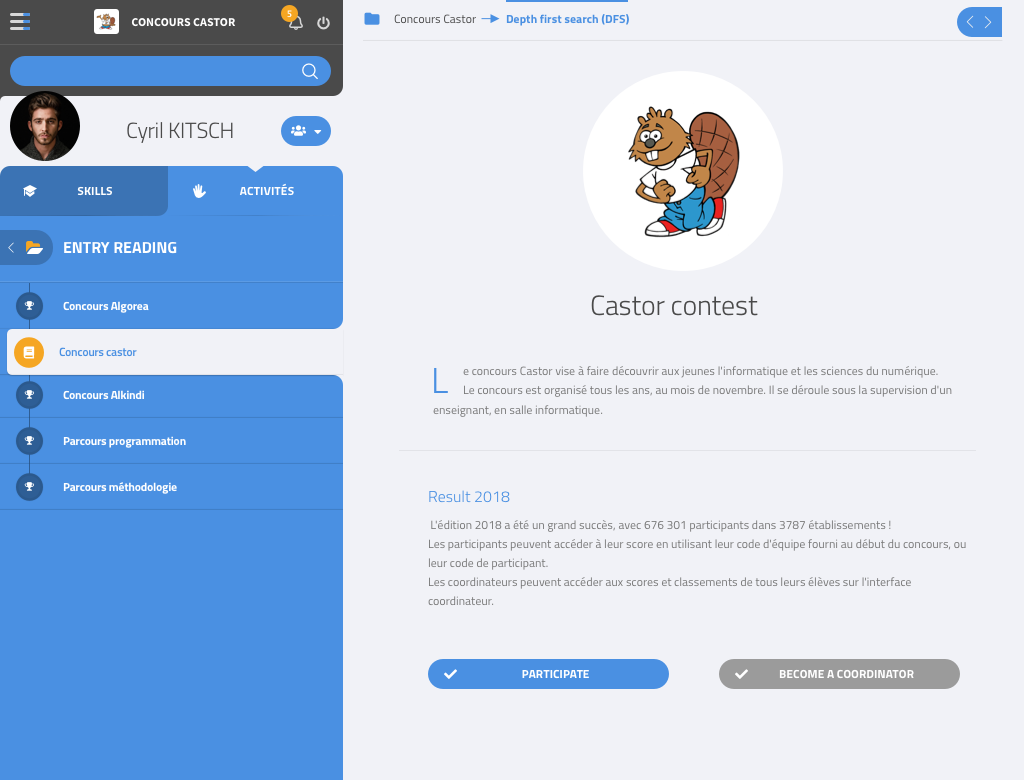 CONCOURS CASTOR
5
Concours Castor
Depth first search (DFS)
Cyril KITSCH
SKILLS
ACTIVITÉS
ENTRY READING
Concours Algorea
Concours castor
Concours Alkindi
Parcours programmation
Parcours méthodologie
Castor contest
Le concours Castor vise à faire découvrir aux jeunes l'informatique et les sciences du numérique.
Le concours est organisé tous les ans, au mois de novembre. Il se déroule sous la supervision d'un
enseignant, en salle informatique.
Result 2018
L'édition 2018 a été un grand succès, avec 676 301 participants dans 3787 établissements !
Les participants peuvent accéder à leur score en utilisant leur code d'équipe fourni au début du concours, ou
leur code de participant.
Les coordinateurs peuvent accéder aux scores et classements de tous leurs élèves sur l'interface
coordinateur.
PARTICIPATE
BECOME A COORDINATOR